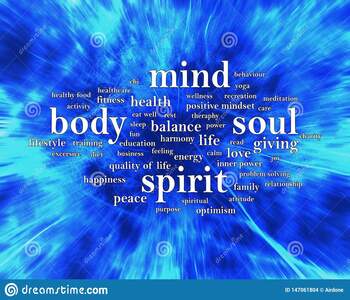 dreamstime
mind
behaviour
chi
yoga
healthy food
healthcare
wellness
recreation
meditation
activity
fitness
health
positive mindset
care
eat well
rest
theraphy
power
body
sleep
balance
soul
charity
fun
lifestyle
training
education
harmony
life
read
giving
excersise
diet
business
feeling
energy
calm
love
joy
quality of life
inner power
problem solving
happiness
spirit
family
relationship
peace
spiritual
attitude
purpose
optimism
dreamstime.com
ID 147061804 © Airdone